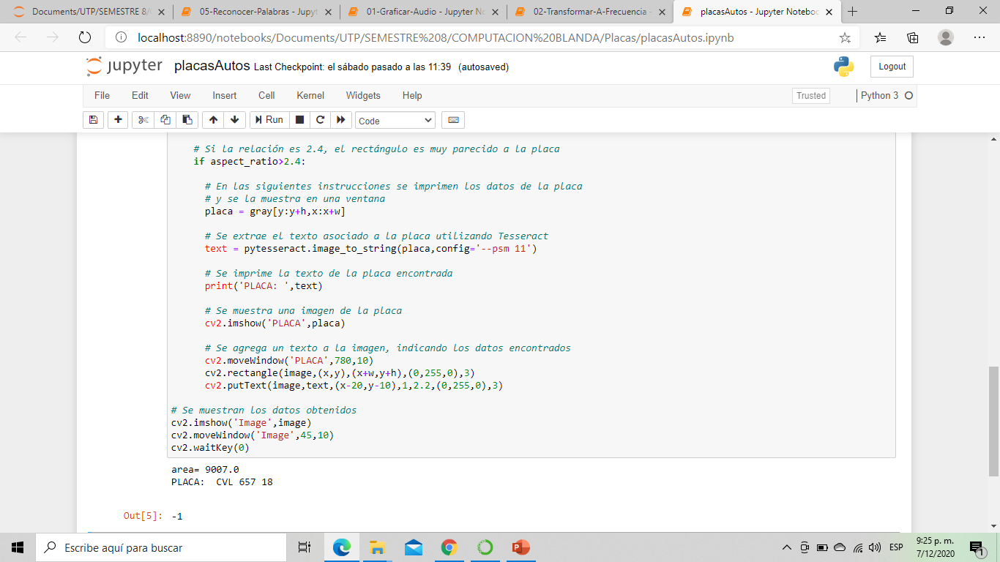 Documents/UTP/SEMESTRE 8/
05-Reconocer-Palabras - Jupyt
01-Graficar-Audio - Jupyter No
02-Transformar-A-Frecuencia -
placasAutos - Jupyter Noteboo
localhost:8890/notebooks/Documents/UTP/SEMESTRE%208/COMPUTACION%20BLANDA/Placas/placasAutos.ipynb
jupyter placasAutos Last Checkpoint: el sábado pasado a las 11:39 (autosaved)
Logout
File Edit View Insert Cell Kernel Widgets Help
Trusted
Python 3
Run
Code
# Si la relación es 2.4, el rectángulo es muy parecido a la placa
if aspect_ratio>2.4:
# En las siguientes instrucciones se imprimen los datos de la placa
# y se la muestra en una ventana
placa = gray[y:y+h,x:x+w]
# Se extrae el texto asociado a la placa utilizando Tesseract
text = pytesseract.image_to_string(placa,config='--psm 11')
# Se imprime la texto de la placa encontrada
print('PLACA: ',text)
# Se muestra una imagen de la placa
cv2.imshow('PLACA',placa)
# Se agrega un texto a la imagen, indicando los datos encontrados
cv2.moveWindow('PLACA',780,10)
cv2.rectangle(image,(x,y),(x+w,y+h),(0,255,0),3)
cv2.putText(image,text,(x-20,y-10),1,2.2,(0,255,0),3)
# Se muestran los datos obtenidos
cv2.imshow('Image',image)
cv2.moveWindow('Image',45,10)
cv2.waitKey(0)
area= 9007.0
PLACA:  CVL 657 18
Out[5]: -1
Escribe aquí para buscar
ESP
9:25 p. m.
7/12/2020
1